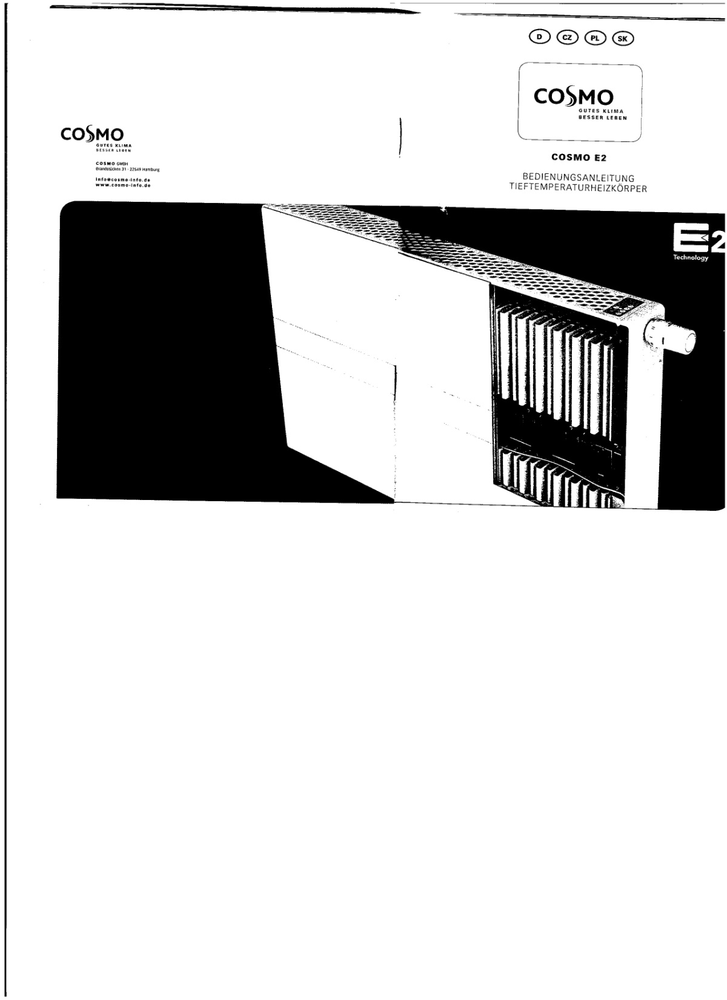 COSMO
GUTES KLIMA
BESSER LEBEN
COSMO GMBH
Brandstücken 31 · 22549 Hamburg
info@cosmo-info.de
www.cosmo-info.de
D CZ PL SK
COSMO
GUTES KLIMA
BESSER LEBEN
COSMO E2
BEDIENUNGSANLEITUNG
TIEFTEMPERATURHEIZKÖRPER
E2
Technology